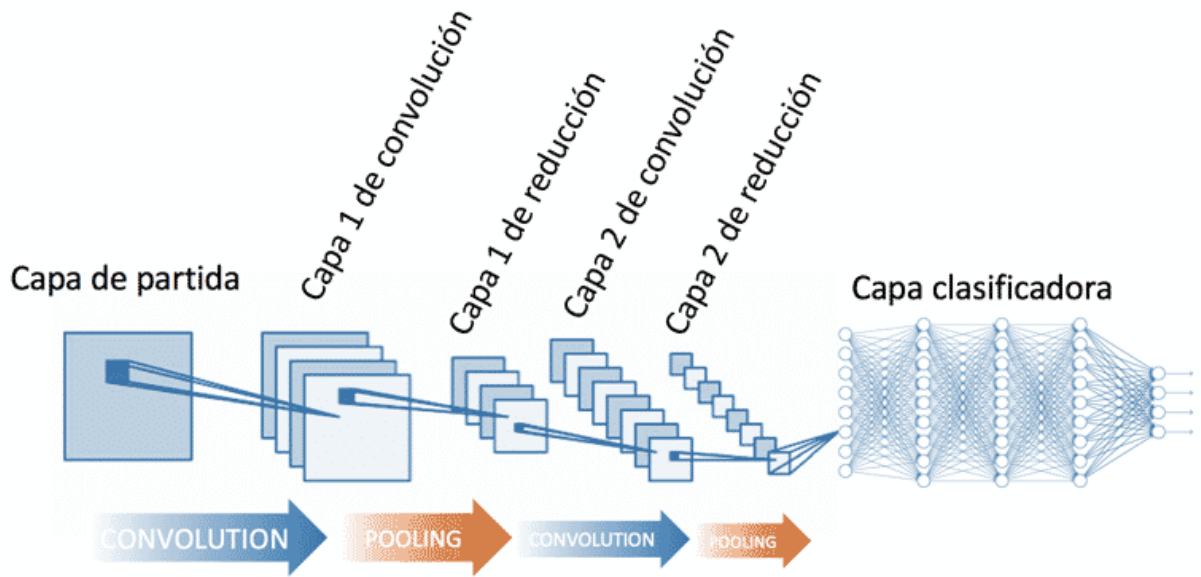 Capa de partida
Capa 1 de convolución
Capa 1 de reducción
Capa 2 de convolución
Capa 2 de reducción
Capa clasificadora
CONVOLUTION
POOLING
CONVOLUTION
POOLING